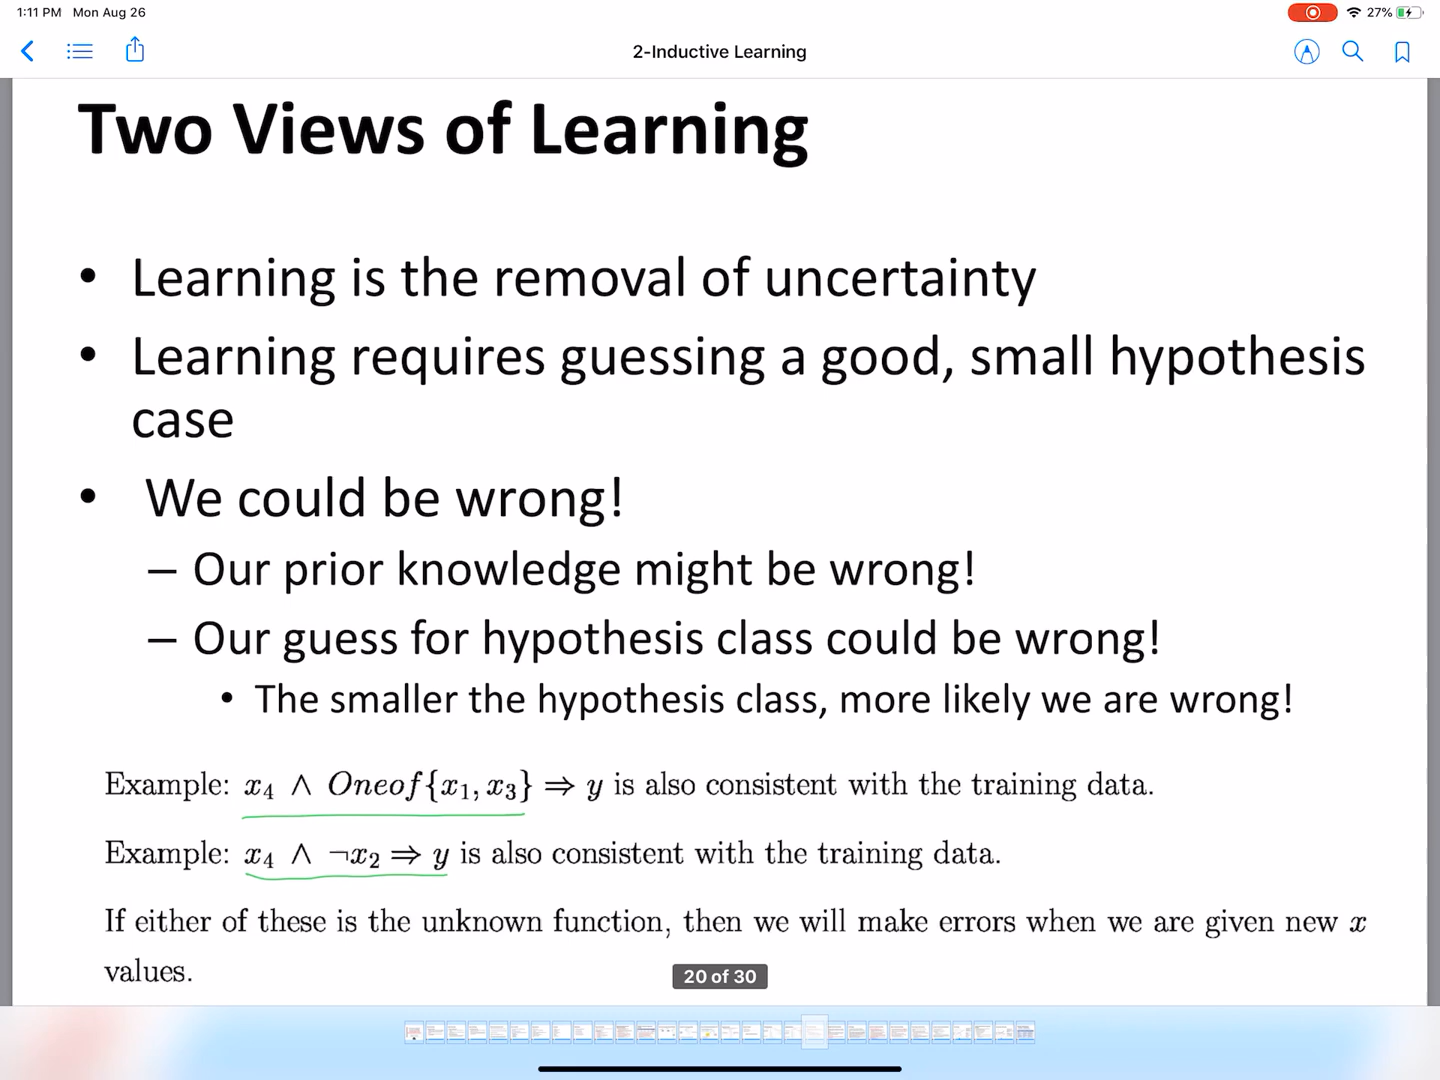 1:11 PM Mon Aug 26
27%
2-Inductive Learning
Two Views of Learning
• Learning is the removal of uncertainty
• Learning requires guessing a good, small hypothesis
case
• We could be wrong!
– Our prior knowledge might be wrong!
– Our guess for hypothesis class could be wrong!
• The smaller the hypothesis class, more likely we are wrong!
Example: x₄ ∧ Oneof{x₁, x₃} ⇒ y is also consistent with the training data.
Example: x₄ ∧ ¬x₂ ⇒ y is also consistent with the training data.
If either of these is the unknown function, then we will make errors when we are given new x
values.
20 of 30